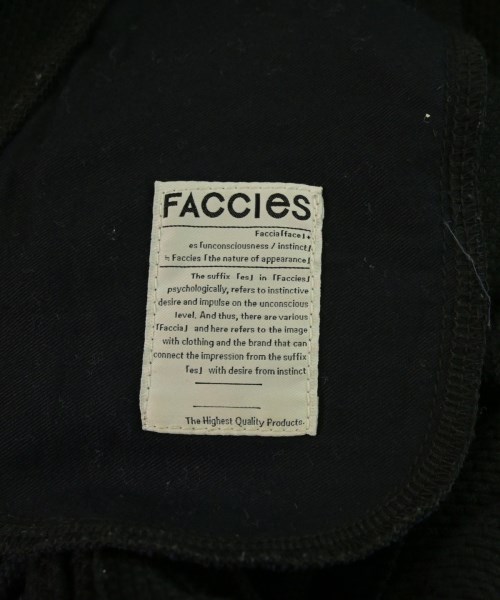 FACCIES
Faccia「face」+
es「unconsciousness / instinct」
≒ Faccies「the nature of appearance」
The suffix 「es」 in 「Faccies」
psychologically, refers to instinctive
desire and impulse on the unconscious
level. And thus, there are various
「Faccia」 and here refers to the image
with clothing and the brand that can
connect the impression from the suffix
「es」 with desire from instinct
The Highest Quality Products.